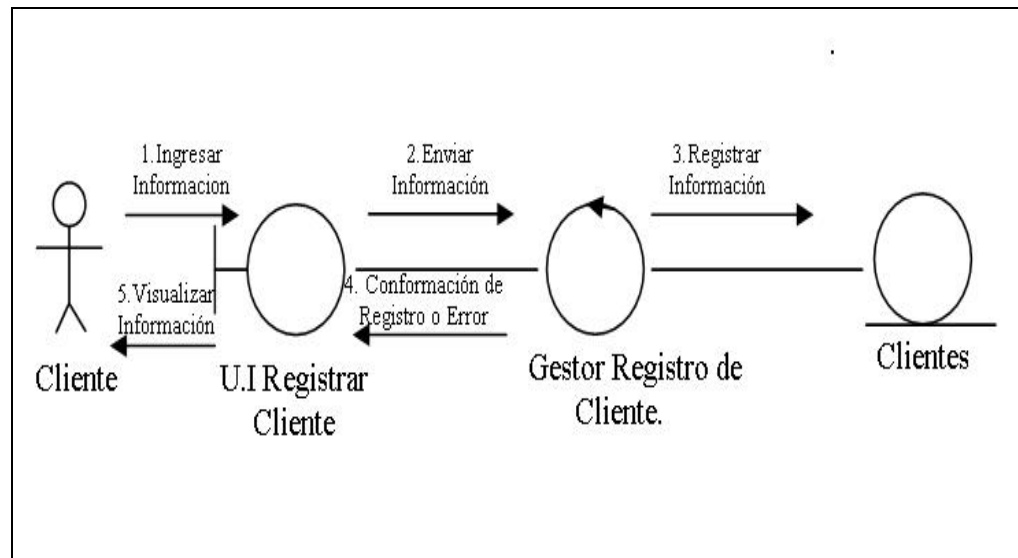 1.Ingresar
Informacion
2.Enviar
Información
3.Registrar
Información
5.Visualizar
Información
4. Conformación de
Registro o Error
Cliente
U.I Registrar
Cliente
Gestor Registro de
Cliente.
Clientes